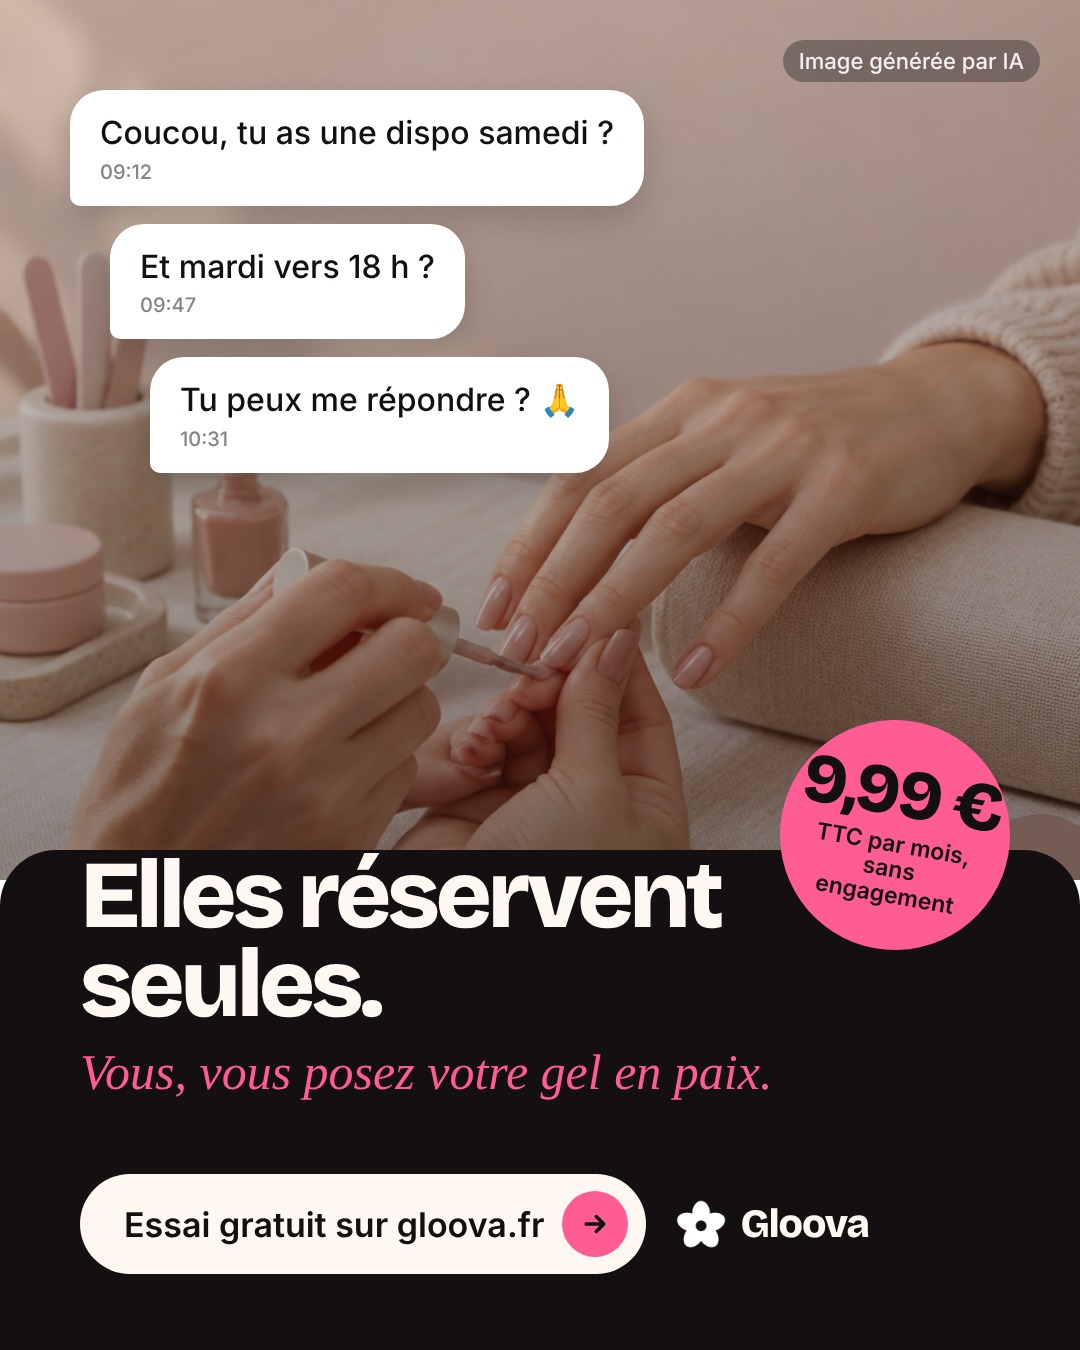 Image générée par IA
Coucou, tu as une dispo samedi ?
09:12
Et mardi vers 18 h ?
09:47
Tu peux me répondre ? 🙏
10:31
9,99 €
TTC par mois,
sans
engagement
Elles réservent
seules.
Vous, vous posez votre gel en paix.
Essai gratuit sur gloova.fr
Gloova